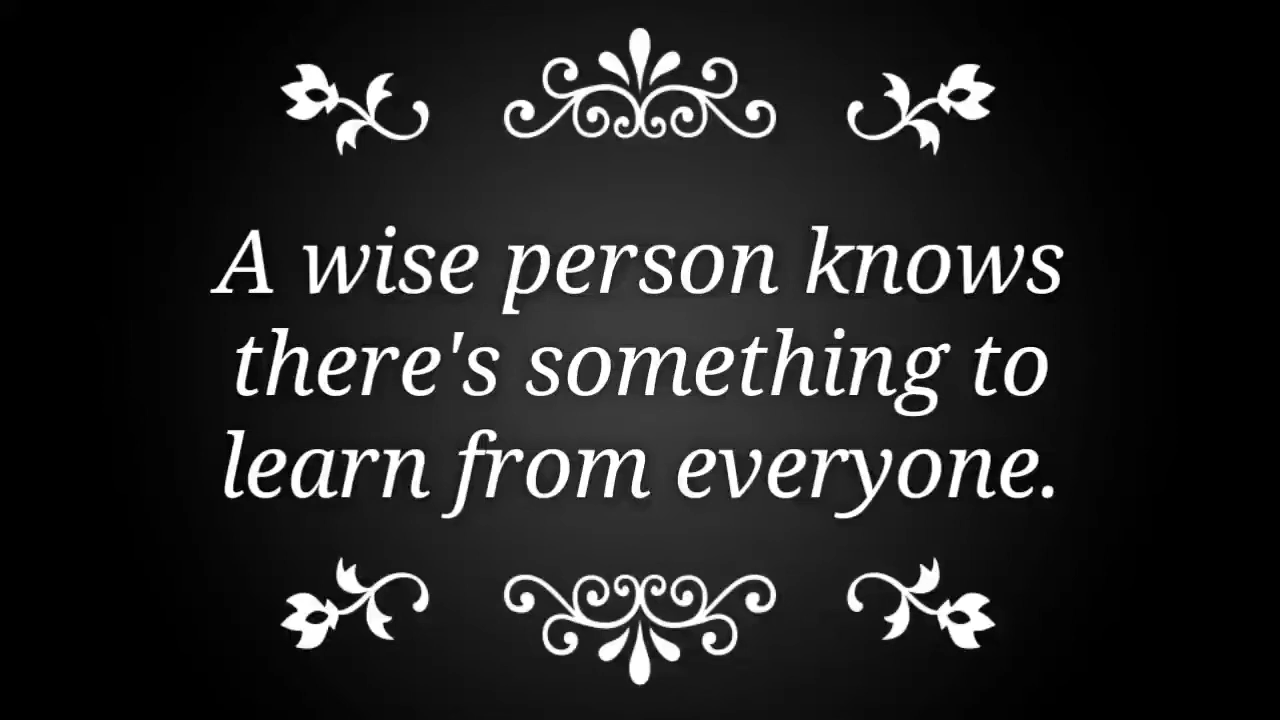 A wise person knows
there's something to
learn from everyone.